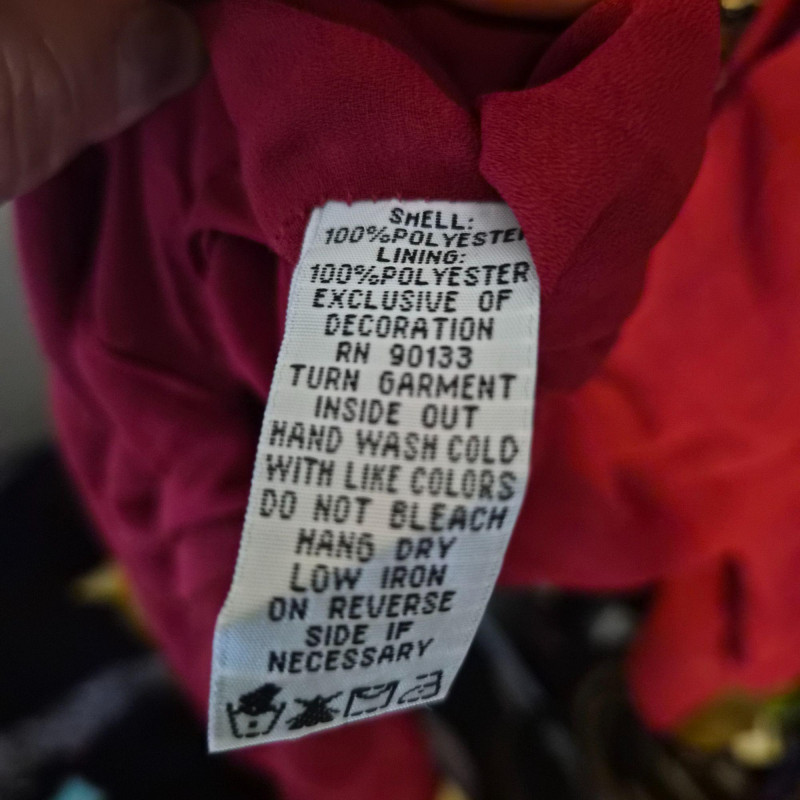 SHELL:
100%POLYESTER
LINING:
100%POLYESTER
EXCLUSIVE OF
DECORATION
RN 90133
TURN GARMENT
INSIDE OUT
HAND WASH COLD
WITH LIKE COLORS
DO NOT BLEACH
HANG DRY
LOW IRON
ON REVERSE
SIDE IF
NECESSARY